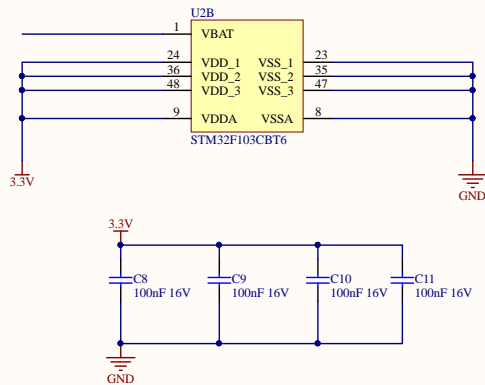 U2B
1 VBAT
24 VDD_1 VSS_1 23
36 VDD_2 VSS_2 35
48 VDD_3 VSS_3 47
9 VDDA VSSA 8
STM32F103CBT6
3.3V
GND
3.3V
C8 C9 C10 C11
100nF 16V 100nF 16V 100nF 16V 100nF 16V
GND